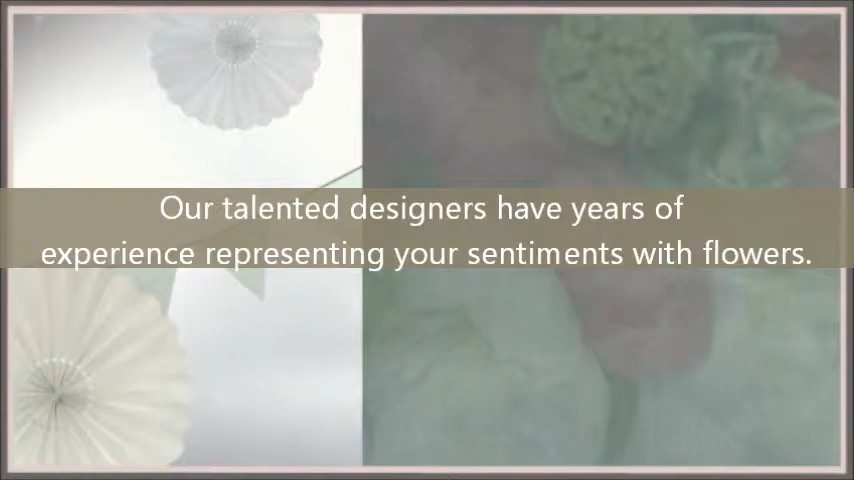 Our talented designers have years of
experience representing your sentiments with flowers.